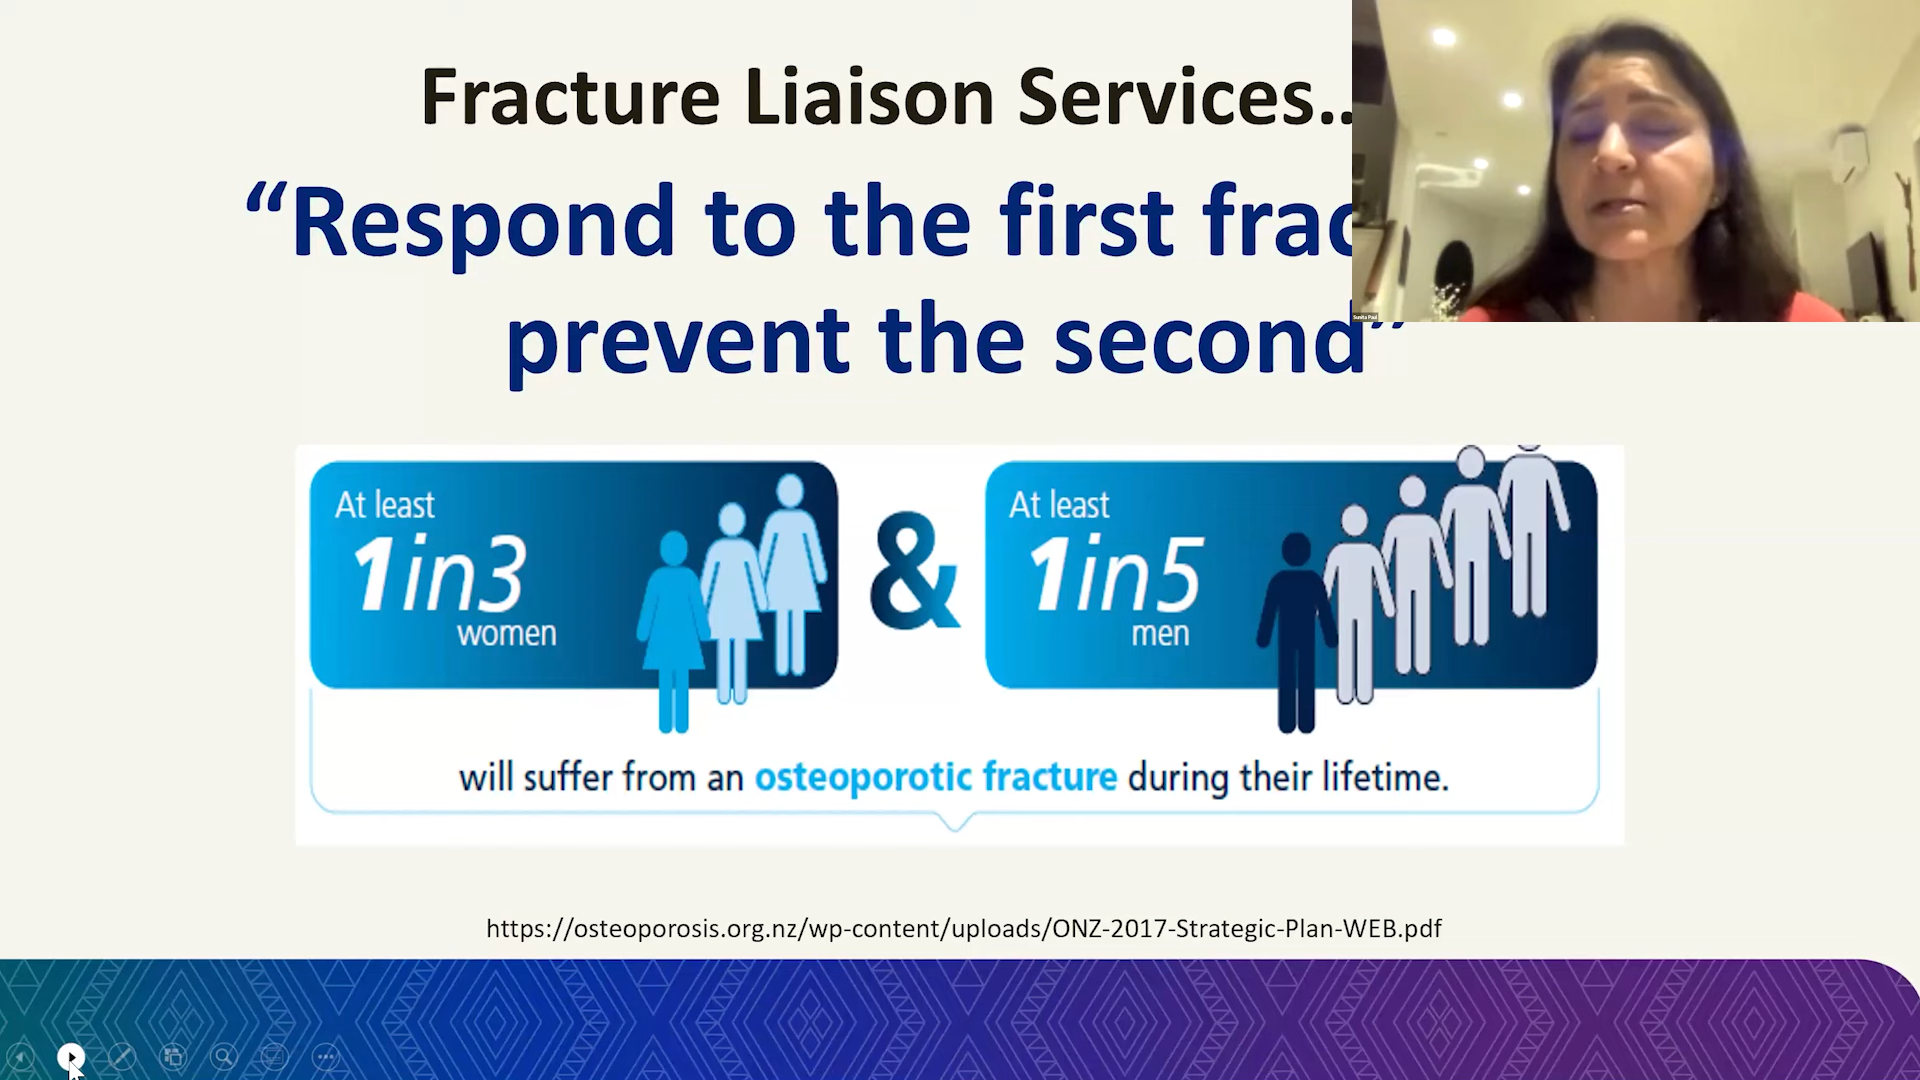 Fracture Liaison Services..
“Respond to the first frac
prevent the second”
At least
1in3
women
&
At least
1in5
men
will suffer from an osteoporotic fracture during their lifetime.
https://osteoporosis.org.nz/wp-content/uploads/ONZ-2017-Strategic-Plan-WEB.pdf
Sunita Paul